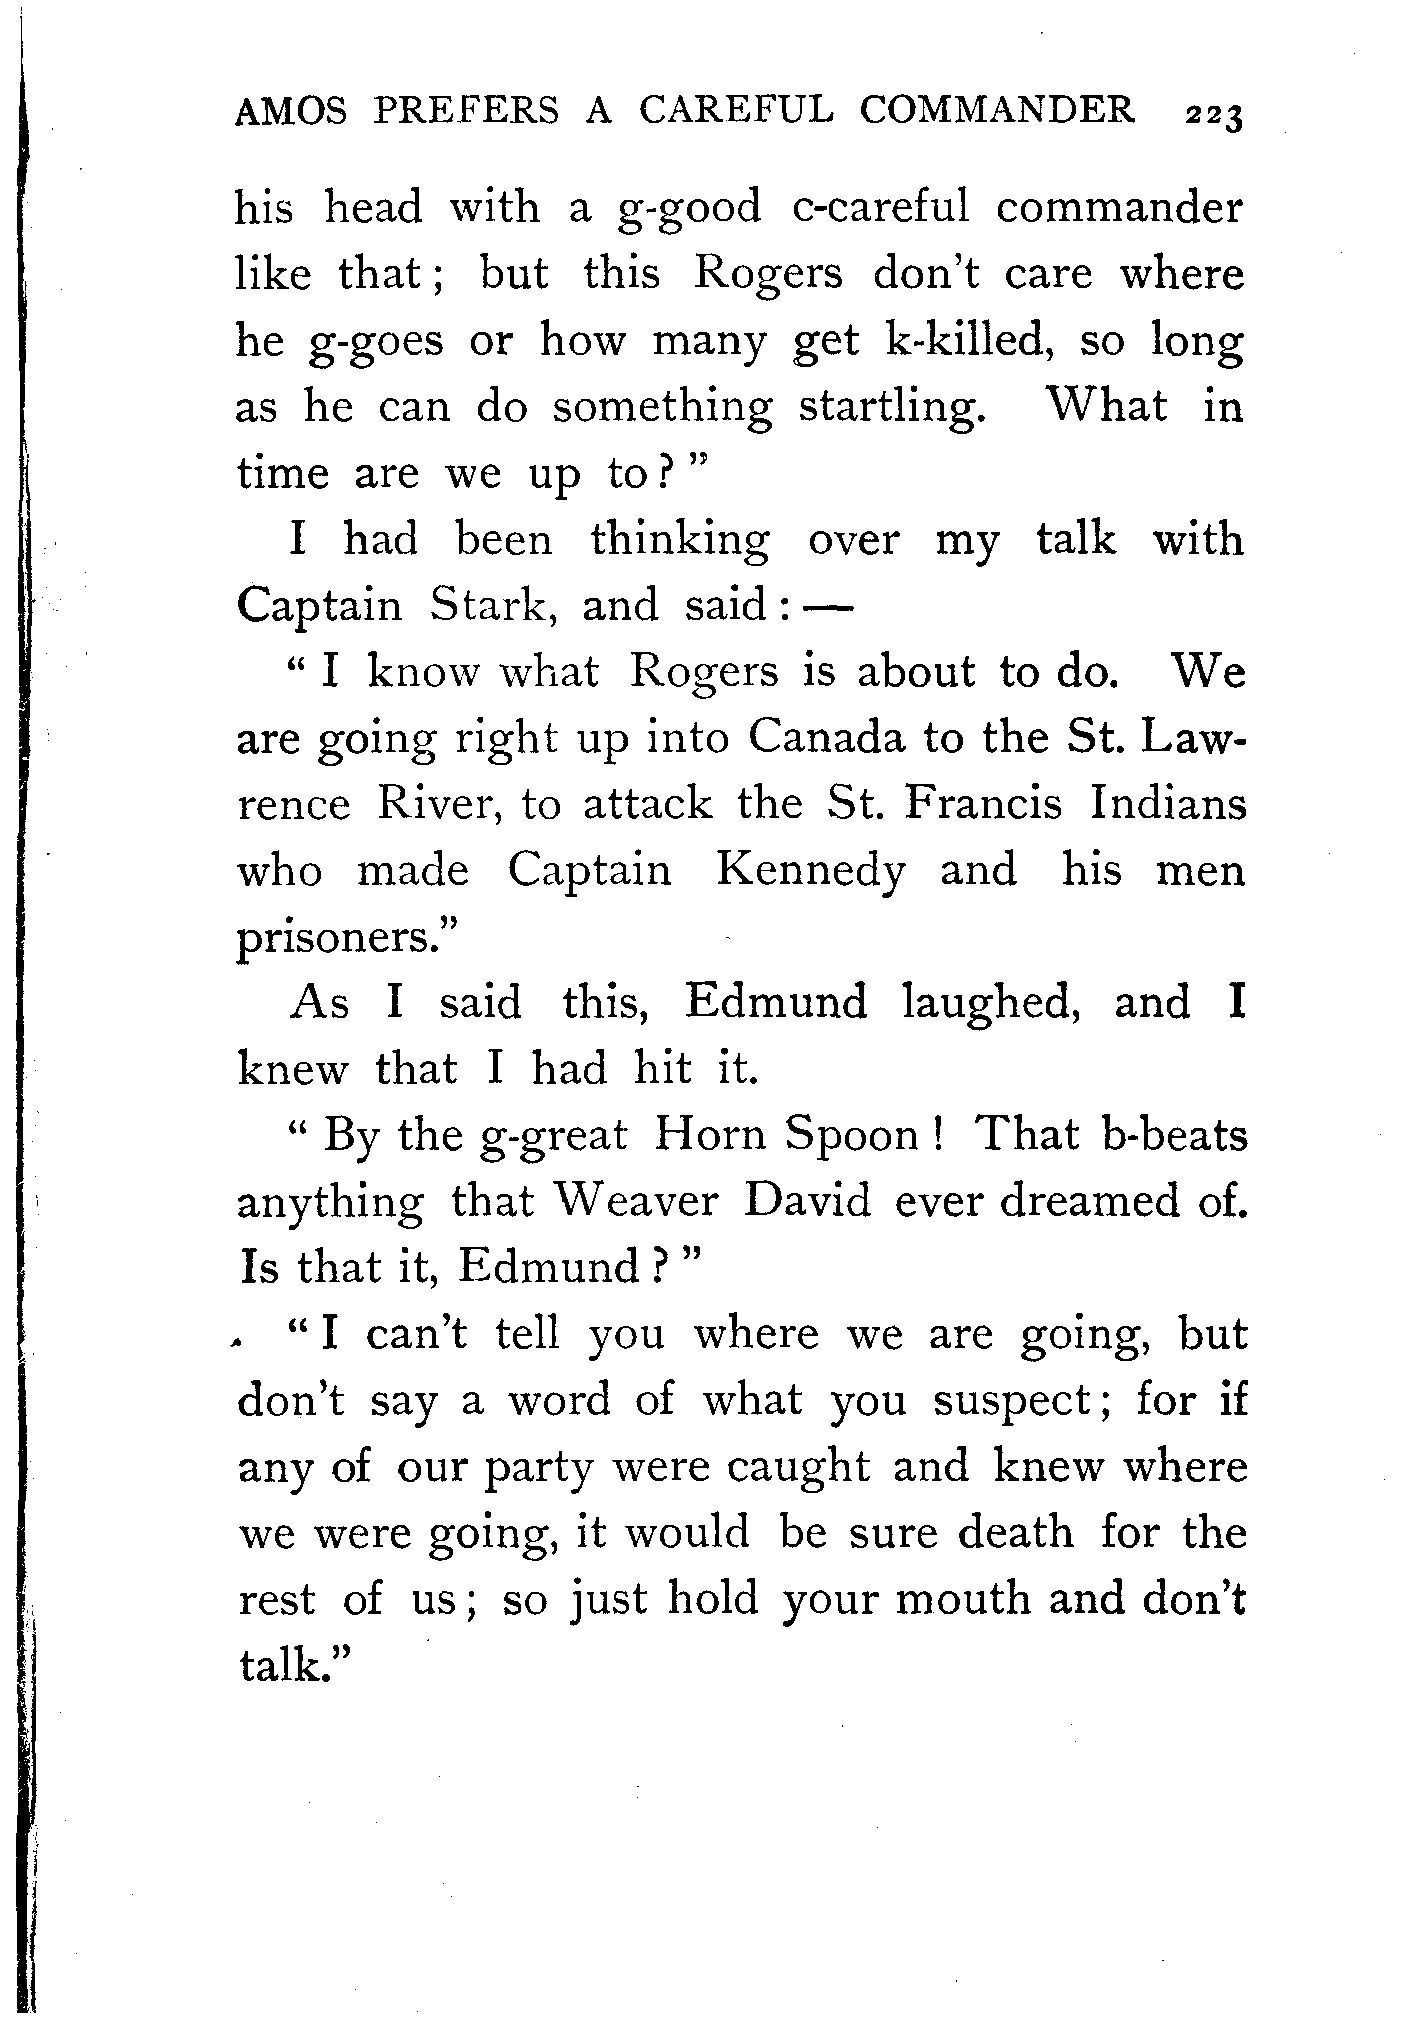 AMOS PREFERS A CAREFUL COMMANDER 223
his head with a g-good c-careful commander
like that; but this Rogers don't care where
he g-goes or how many get k-killed, so long
as he can do something startling. What in
time are we up to?"
I had been thinking over my talk with
Captain Stark, and said:—
"I know what Rogers is about to do. We
are going right up into Canada to the St. Law-
rence River, to attack the St. Francis Indians
who made Captain Kennedy and his men
prisoners."
As I said this, Edmund laughed, and I
knew that I had hit it.
"By the g-great Horn Spoon! That b-beats
anything that Weaver David ever dreamed of.
Is that it, Edmund?"
"I can't tell you where we are going, but
don't say a word of what you suspect; for if
any of our party were caught and knew where
we were going, it would be sure death for the
rest of us; so just hold your mouth and don't
talk."